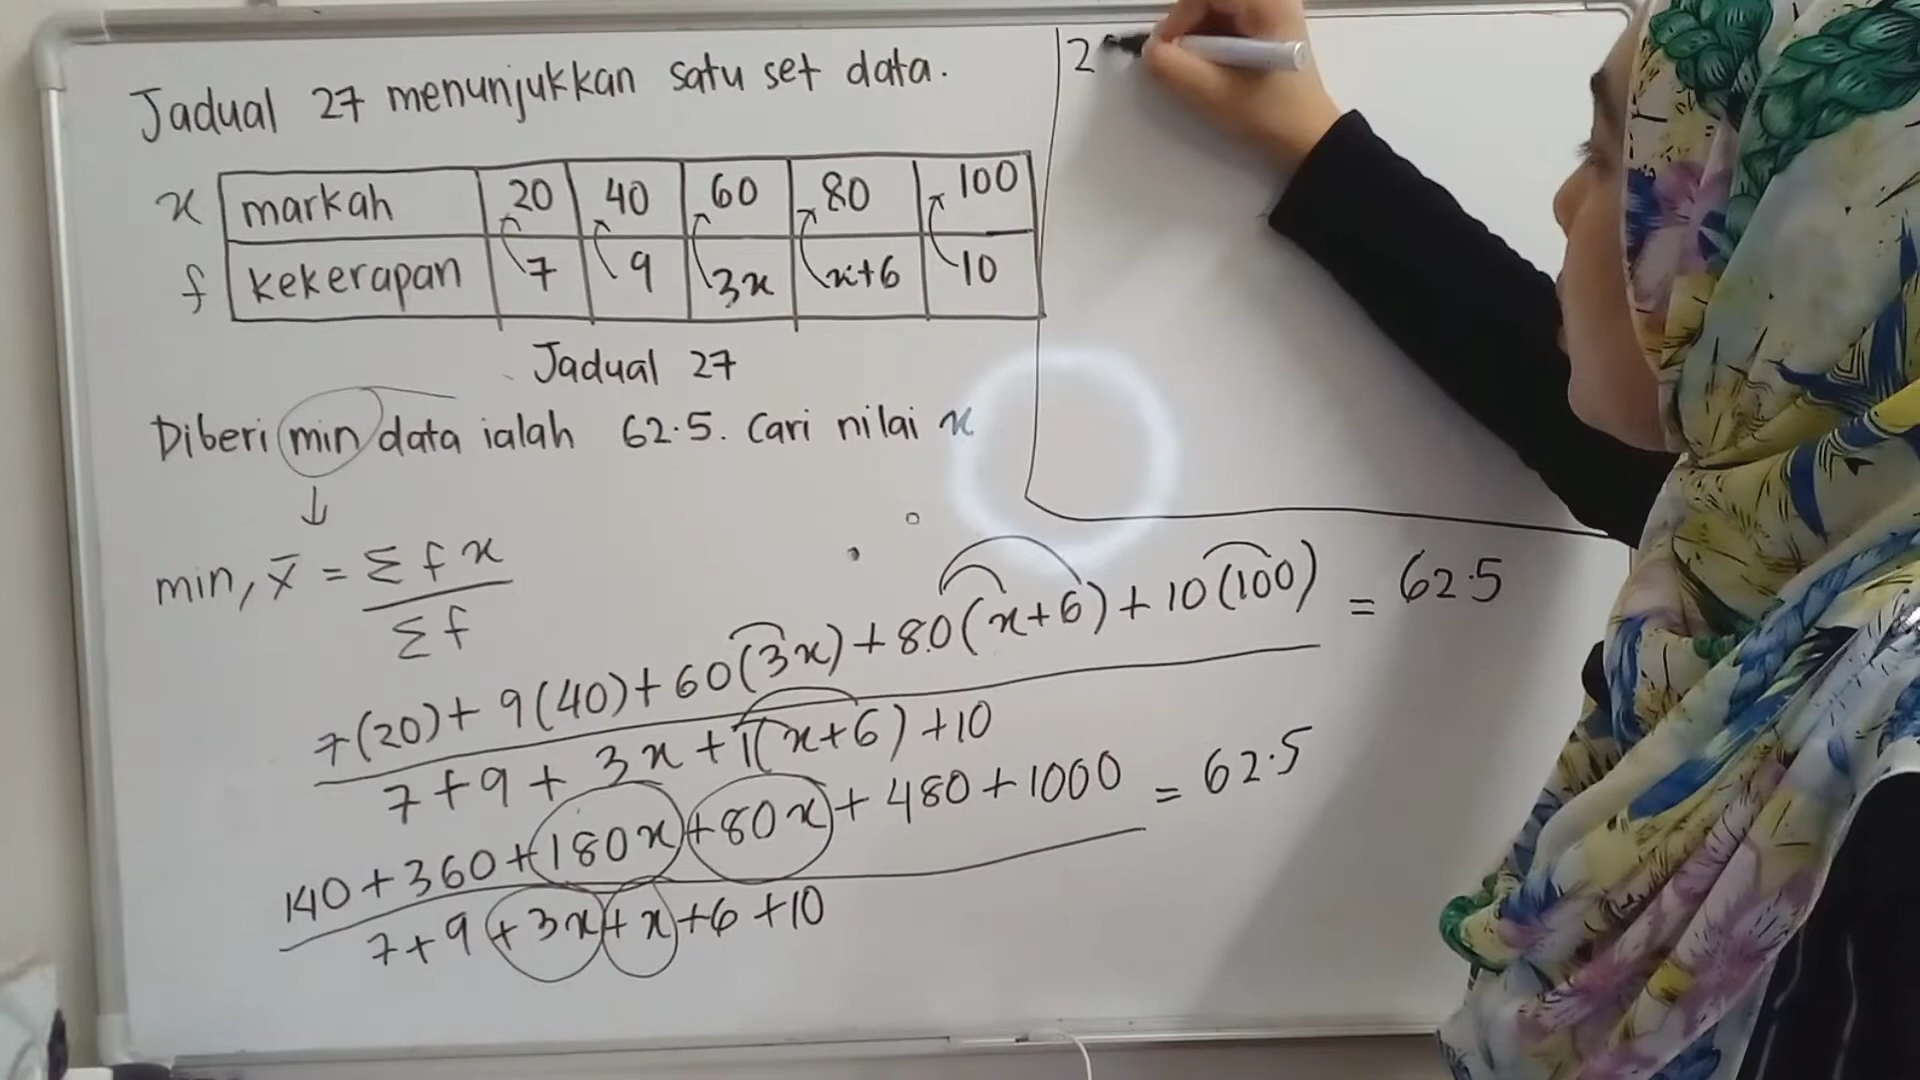 Jadual 27 menunjukkan satu set data.
x markah 20 40 60 80 100
f kekerapan 7 9 3x x+6 10
Jadual 27
Diberi min data ialah 62.5. Cari nilai x
min, x̄ = Σfx / Σf
7(20) + 9(40) + 60(3x) + 80(x+6) + 10(100) = 62.5
7+9 + 3x + 1(x+6) + 10
140 + 360 + 180x + 80x + 480 + 1000 = 62.5
7+9 + 3x + x + 6 + 10
2